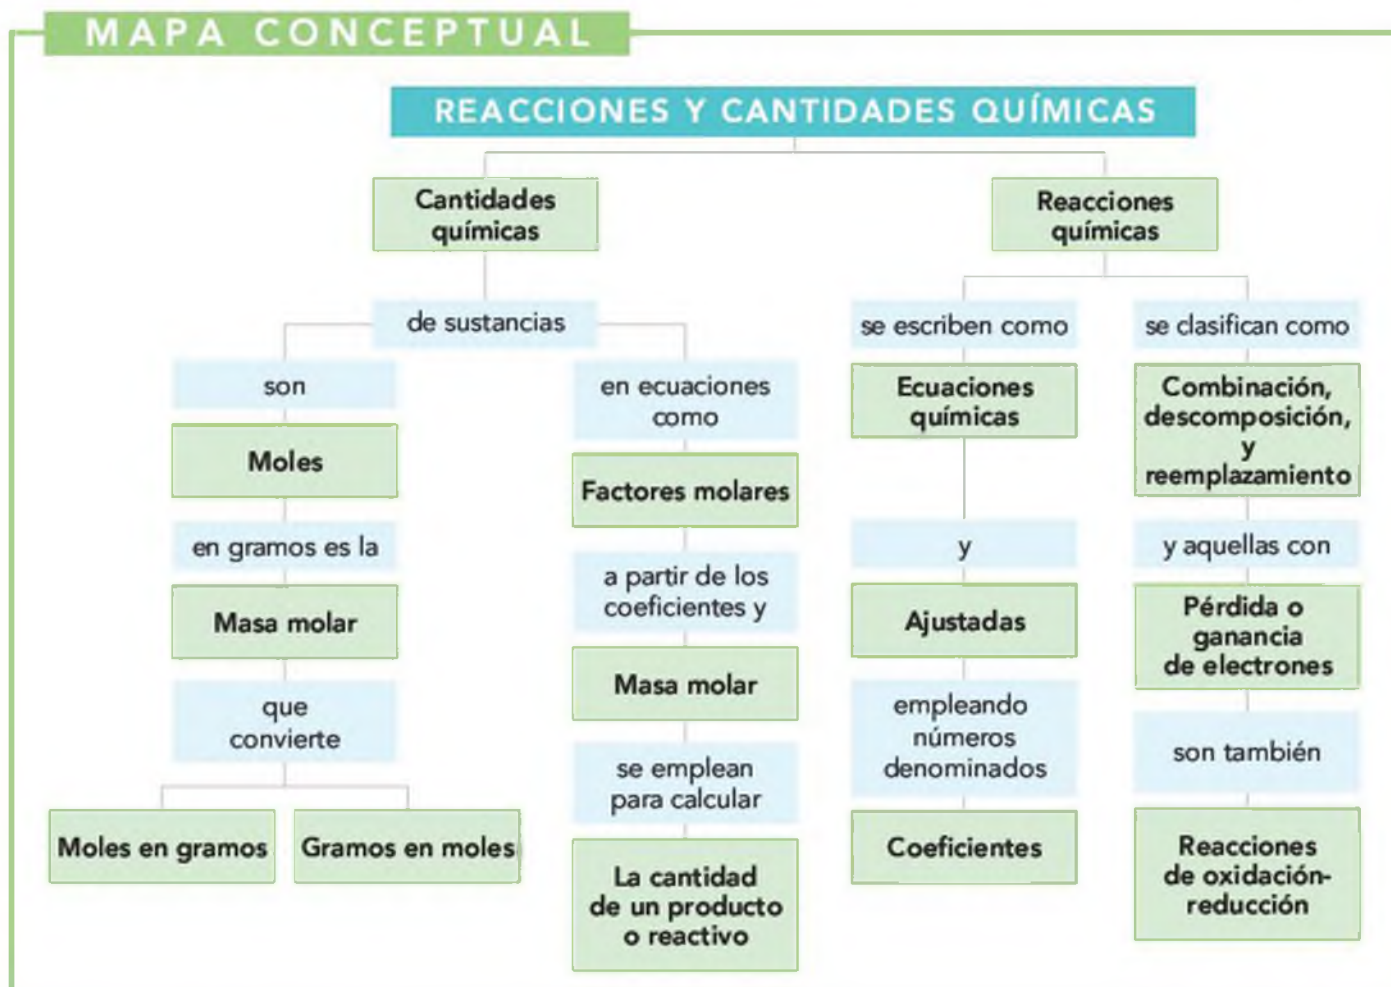 MAPA CONCEPTUAL
REACCIONES Y CANTIDADES QUÍMICAS
Cantidades
químicas
de sustancias
son
Moles
en gramos es la
Masa molar
que
convierte
Moles en gramos
Gramos en moles
en ecuaciones
como
Factores molares
a partir de los
coeficientes y
Masa molar
se emplean
para calcular
La cantidad
de un producto
o reactivo
Reacciones
químicas
se escriben como
Ecuaciones
químicas
y
Ajustadas
empleando
números
denominados
Coeficientes
se clasifican como
Combinación,
descomposición,
y
reemplazamiento
y aquellas con
Pérdida o
ganancia
de electrones
son también
Reacciones
de oxidación-
reducción